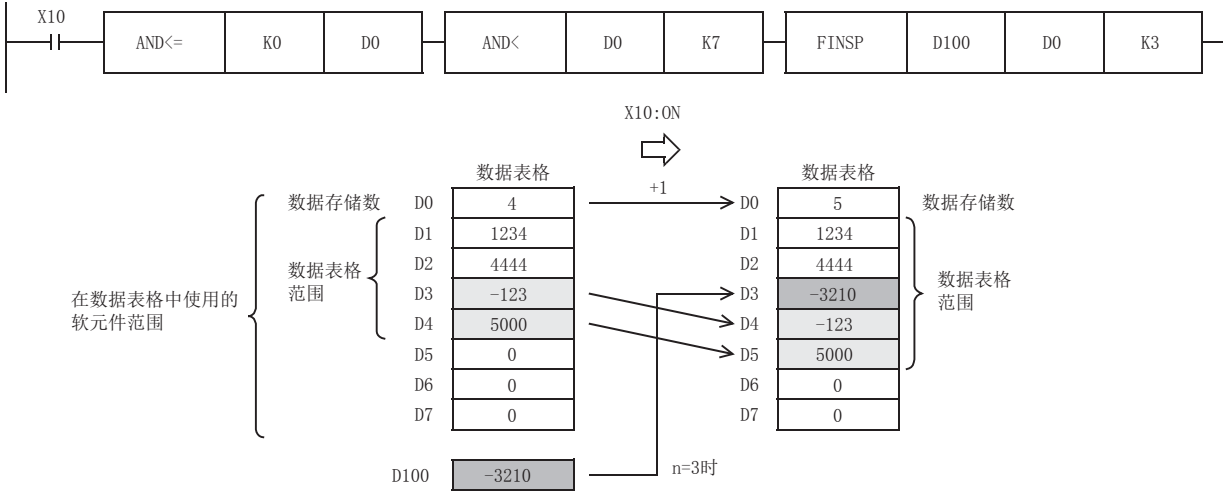 X10
AND<= K0 D0 AND< D0 K7 FINSP D100 D0 K3
X10:ON
数据表格 数据表格
+1
数据存储数 D0 4 D0 5 数据存储数
D1 1234 D1 1234
D2 4444 D2 4444
数据表格
范围
D3 -123 D3 -3210
数据表格
范围
在数据表格中使用的
软元件范围
D4 5000 D4 -123
D5 0 D5 5000
D6 0 D6 0
D7 0 D7 0
D100 -3210 n=3时